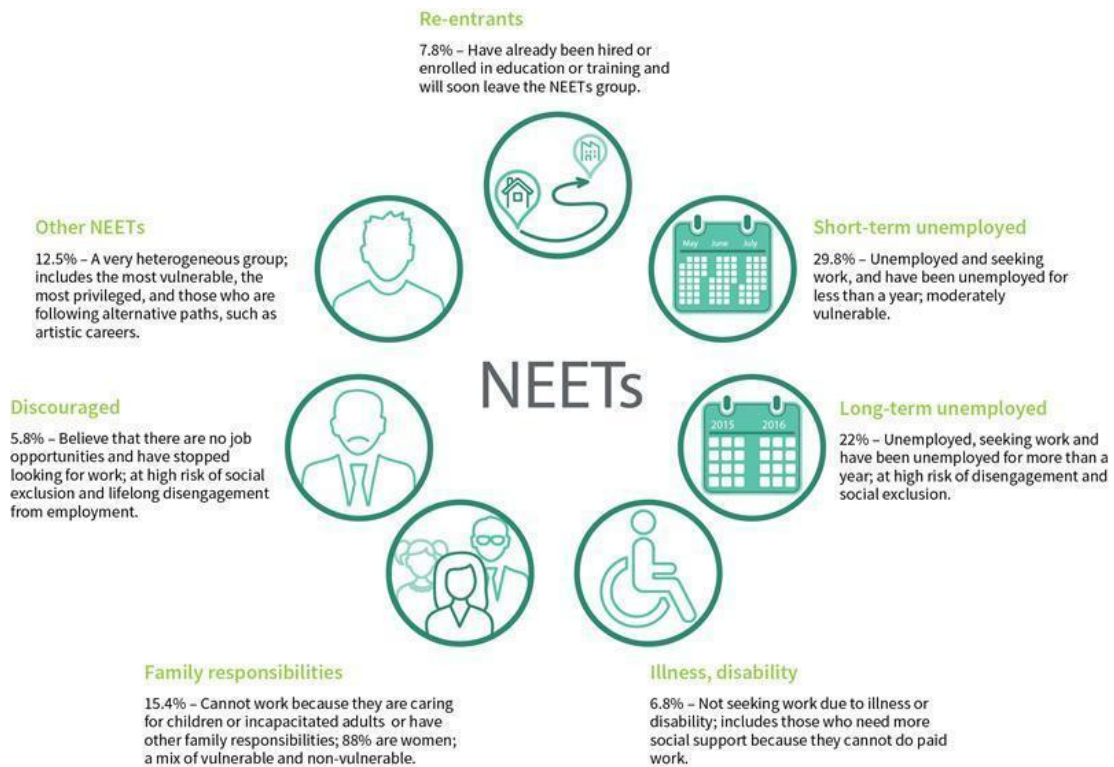 Re-entrants
7.8% – Have already been hired or
enrolled in education or training and
will soon leave the NEETs group.
Other NEETs
12.5% – A very heterogeneous group;
includes the most vulnerable, the
most privileged, and those who are
following alternative paths, such as
artistic careers.
May June July
Short-term unemployed
29.8% – Unemployed and seeking
work, and have been unemployed for
less than a year; moderately
vulnerable.
NEETs
Discouraged
5.8% – Believe that there are no job
opportunities and have stopped
looking for work; at high risk of social
exclusion and lifelong disengagement
from employment.
2015 2016
Long-term unemployed
22% – Unemployed, seeking work and
have been unemployed for more than a
year; at high risk of disengagement and
social exclusion.
Family responsibilities
15.4% – Cannot work because they are caring
for children or incapacitated adults or have
other family responsibilities; 88% are women;
a mix of vulnerable and non-vulnerable.
Illness, disability
6.8% – Not seeking work due to illness or
disability; includes those who need more
social support because they cannot do paid
work.